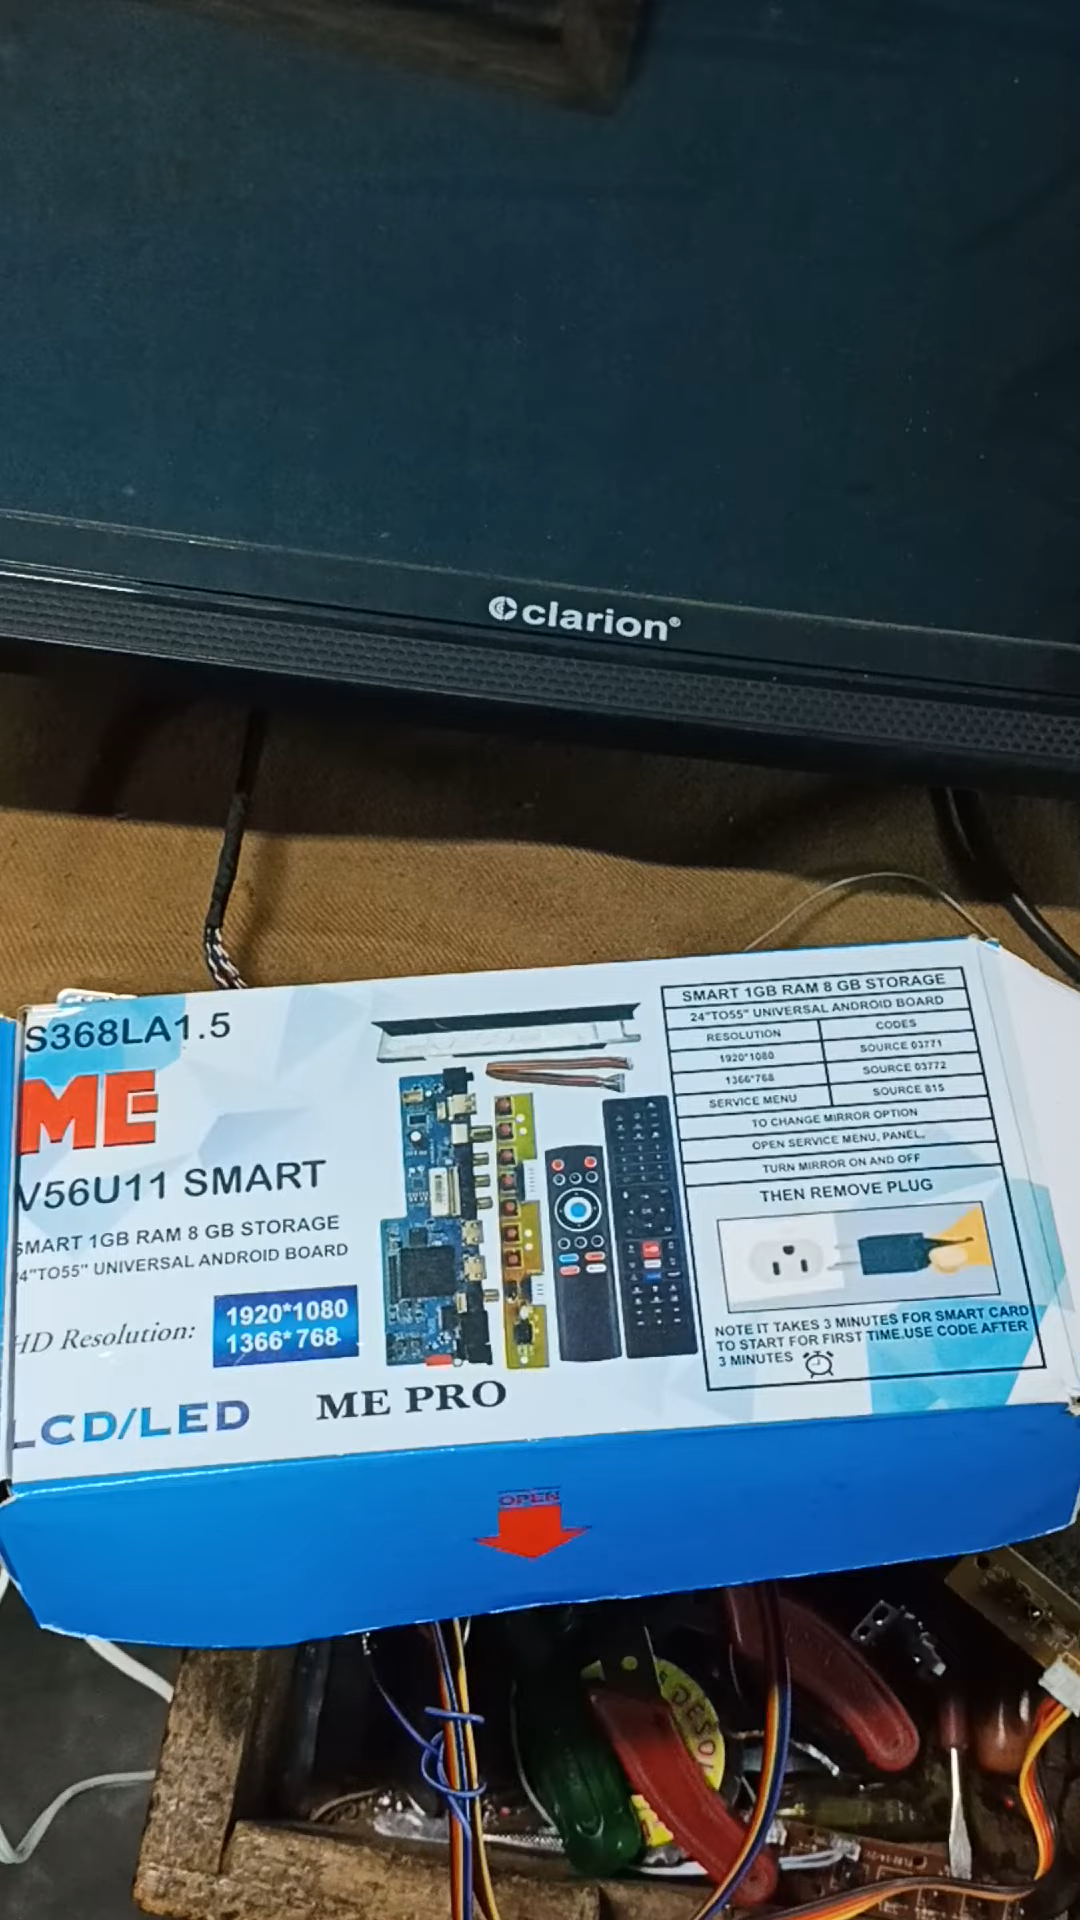 clarion®
S368LA1.5
ME
V56U11 SMART
SMART 1GB RAM 8 GB STORAGE
4"TO55" UNIVERSAL ANDROID BOARD
HD Resolution:
1920*1080
1366*768
LCD/LED
ME PRO
SMART 1GB RAM 8 GB STORAGE
24"TO55" UNIVERSAL ANDROID BOARD
RESOLUTION CODES
1920*1080 SOURCE 03771
1366*768 SOURCE 03772
SERVICE MENU SOURCE 815
TO CHANGE MIRROR OPTION
OPEN SERVICE MENU, PANEL,
TURN MIRROR ON AND OFF
THEN REMOVE PLUG
NOTE IT TAKES 3 MINUTES FOR SMART CARD
TO START FOR FIRST TIME.USE CODE AFTER
3 MINUTES
OPEN